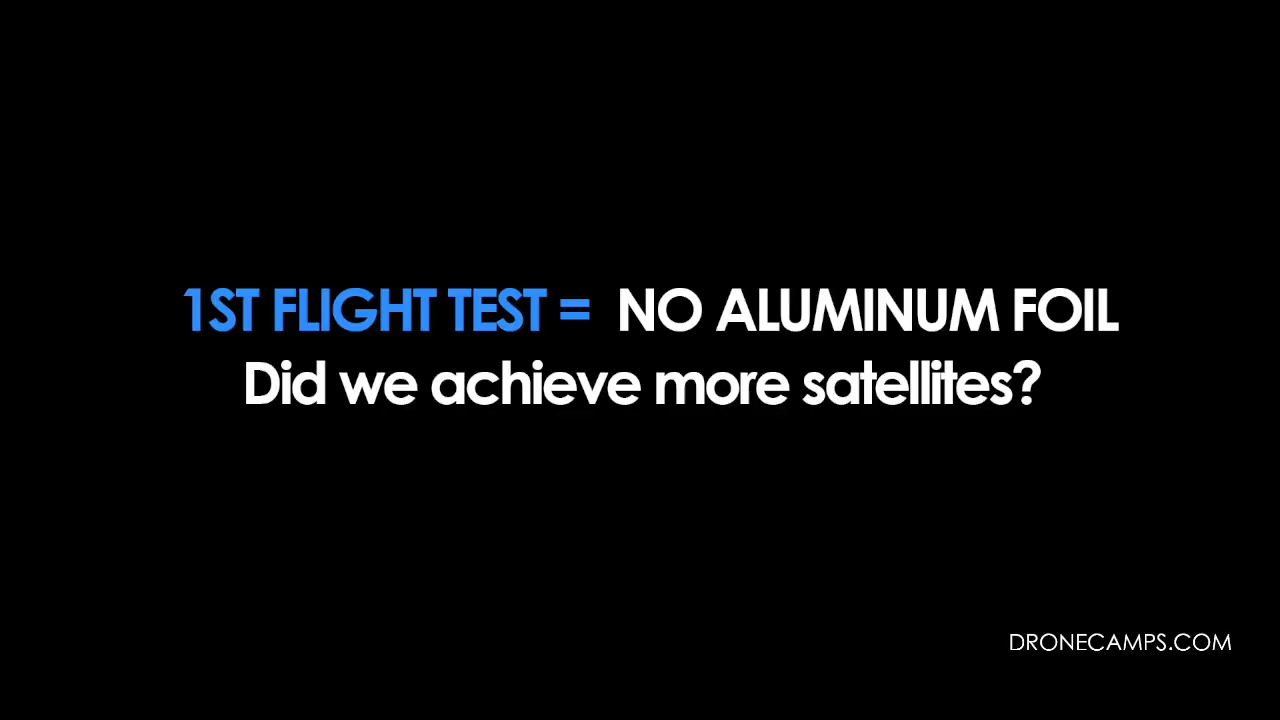 1ST FLIGHT TEST = NO ALUMINUM FOIL
Did we achieve more satellites?
DRONECAMPS.COM